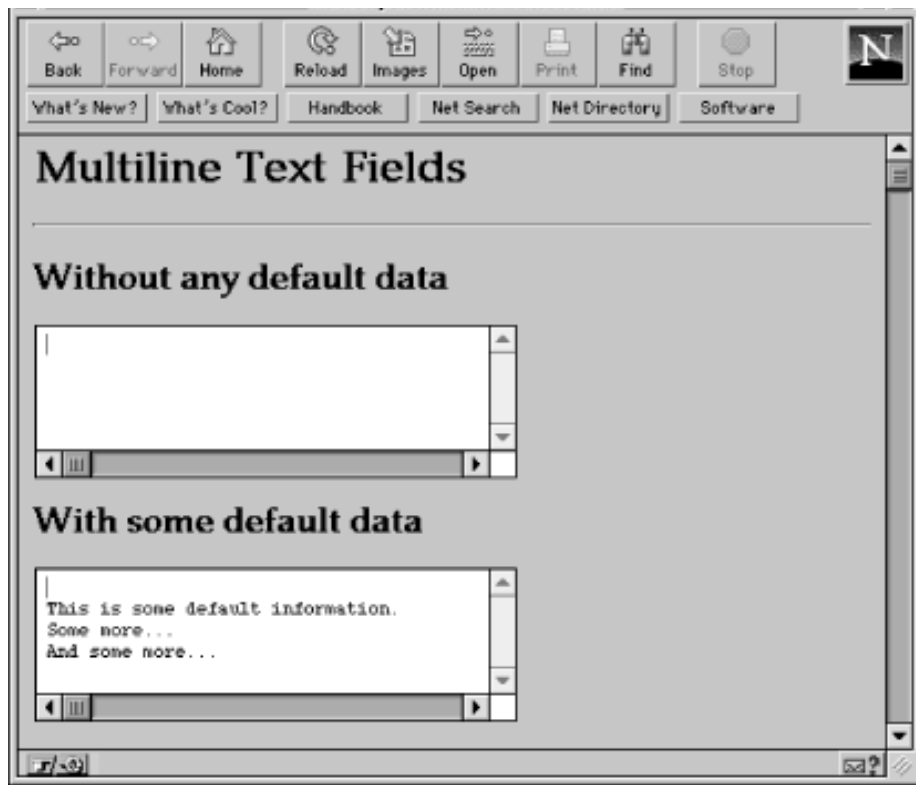 Back Forward Home Reload Images Open Print Find Stop
N
What's New? What's Cool? Handbook Net Search Net Directory Software
Multiline Text Fields
Without any default data
With some default data
This is some default information.
Some more...
And some more...
?